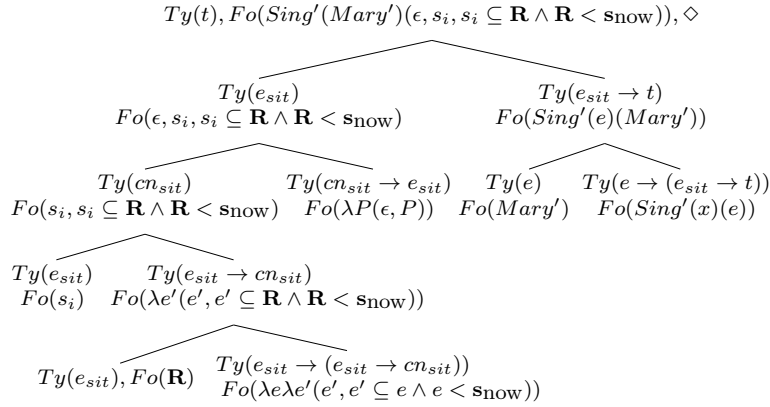 Ty(t), Fo(Sing′(Mary′)(ϵ, s_i, s_i ⊆ R ∧ R < s_now)), ◇
Ty(e_sit) Ty(e_sit → t)
Fo(ϵ, s_i, s_i ⊆ R ∧ R < s_now) Fo(Sing′(e)(Mary′))
Ty(cn_sit) Ty(cn_sit → e_sit) Ty(e) Ty(e → (e_sit → t))
Fo(s_i, s_i ⊆ R ∧ R < s_now) Fo(λP(ϵ, P)) Fo(Mary′) Fo(Sing′(x)(e))
Ty(e_sit) Ty(e_sit → cn_sit)
Fo(s_i) Fo(λe′(e′, e′ ⊆ R ∧ R < s_now))
Ty(e_sit), Fo(R) Ty(e_sit → (e_sit → cn_sit))
Fo(λeλe′(e′, e′ ⊆ e ∧ e < s_now))